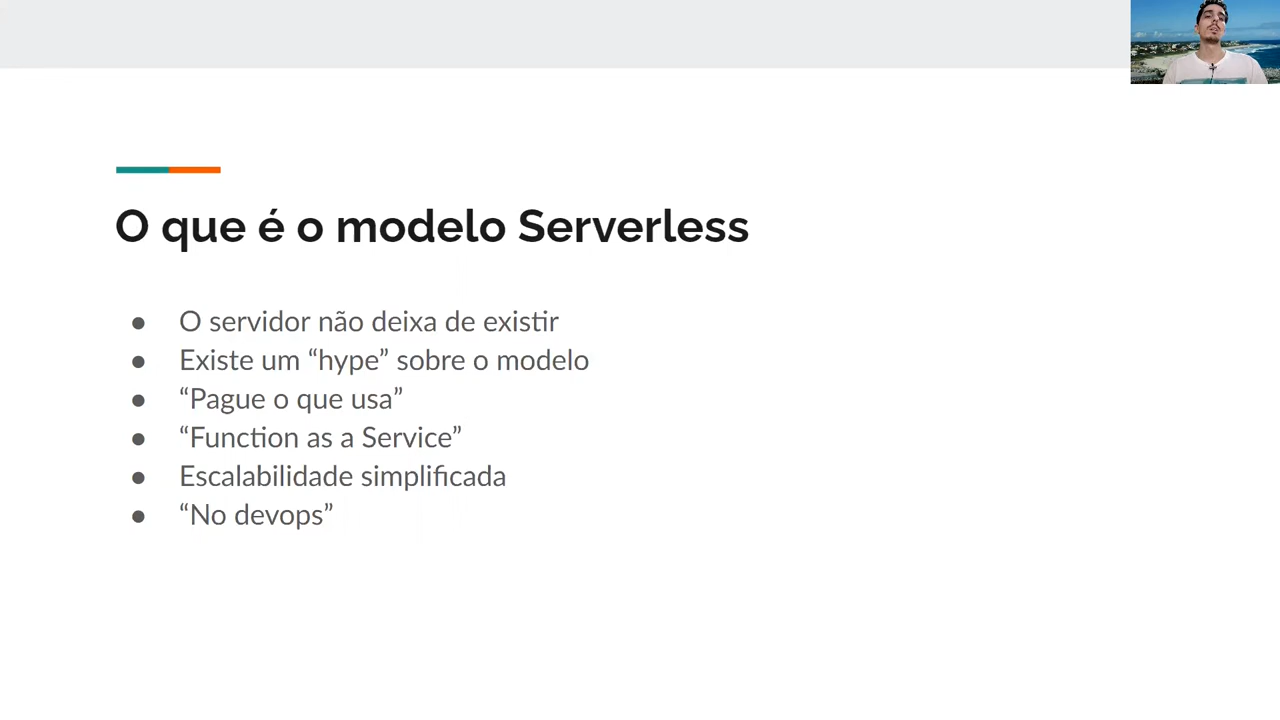 O que é o modelo Serverless
● O servidor não deixa de existir
● Existe um “hype” sobre o modelo
● “Pague o que usa”
● “Function as a Service”
● Escalabilidade simplificada
● “No devops”